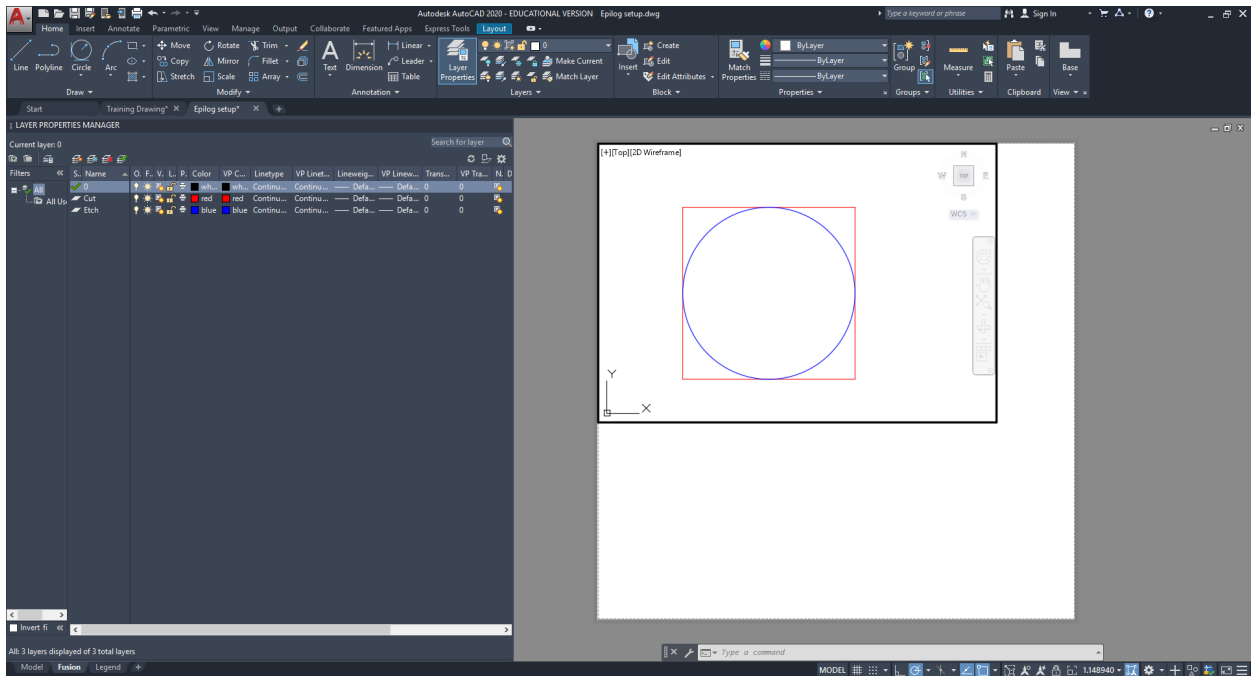 Autodesk AutoCAD 2020 - EDUCATIONAL VERSION Epilog setup.dwg
Type a keyword or phrase
Sign In
Home Insert Annotate Parametric View Manage Output Collaborate Featured Apps Express Tools Layout
Line Polyline Circle Arc
Move Rotate Trim
Copy Mirror Fillet
Stretch Scale Array
Text Dimension
Linear
Leader
Table
Layer Properties
0
Make Current
Match Layer
Insert
Create
Edit
Edit Attributes
Match Properties
ByLayer
ByLayer
ByLayer
Group
Measure
Paste
Base
Draw Modify Annotation Layers Block Properties Groups Utilities Clipboard View
Start Training Drawing* Epilog setup*
LAYER PROPERTIES MANAGER
Current layer: 0
Search for layer
Filters
All
All Us
S.. Name O. F.. V. L.. P. Color VP C... Linetype VP Linet... Lineweig... VP Linew... Trans... VP Tra... N. D
0 wh... wh... Continu... Continu... Defa... Defa... 0 0
Cut red red Continu... Continu... Defa... Defa... 0 0
Etch blue blue Continu... Continu... Defa... Defa... 0 0
[+][Top][2D Wireframe]
N
W TOP E
S
WCS
Y
X
Invert fi
All: 3 layers displayed of 3 total layers
Type a command
Model Fusion Legend +
MODEL 1.148940